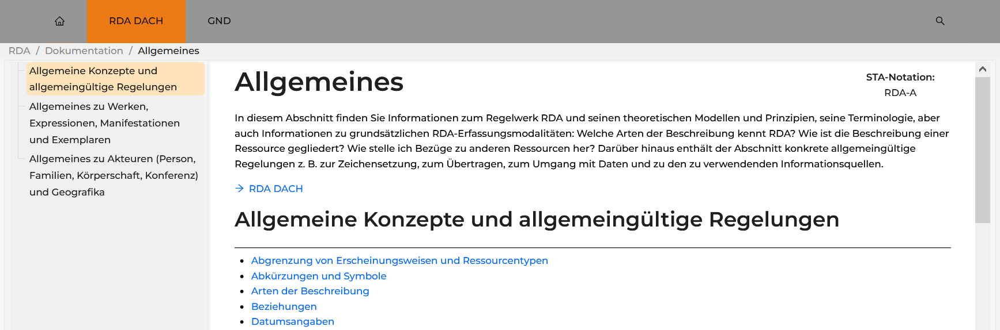 RDA DACH
GND
RDA / Dokumentation / Allgemeines
Allgemeine Konzepte und
allgemeingültige Regelungen
Allgemeines zu Werken,
Expressionen, Manifestationen
und Exemplaren
Allgemeines zu Akteuren (Person,
Familien, Körperschaft, Konferenz)
und Geografika
Allgemeines
STA-Notation:
RDA-A
In diesem Abschnitt finden Sie Informationen zum Regelwerk RDA und seinen theoretischen Modellen und Prinzipien, seine Terminologie, aber
auch Informationen zu grundsätzlichen RDA-Erfassungsmodalitäten: Welche Arten der Beschreibung kennt RDA? Wie ist die Beschreibung einer
Ressource gegliedert? Wie stelle ich Bezüge zu anderen Ressourcen her? Darüber hinaus enthält der Abschnitt konkrete allgemeingültige
Regelungen z. B. zur Zeichensetzung, zum Übertragen, zum Umgang mit Daten und zu den zu verwendenden Informationsquellen.
→ RDA DACH
Allgemeine Konzepte und allgemeingültige Regelungen
• Abgrenzung von Erscheinungsweisen und Ressourcentypen
• Abkürzungen und Symbole
• Arten der Beschreibung
• Beziehungen
• Datumsangaben